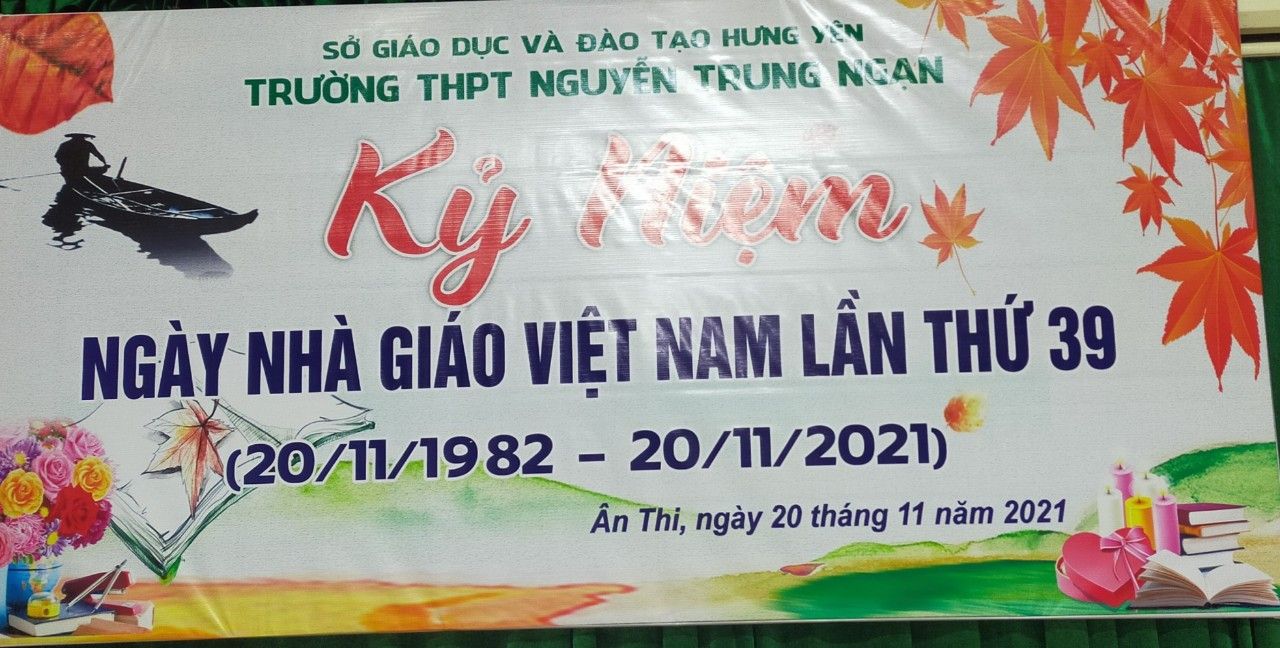 SỞ GIÁO DỤC VÀ ĐÀO TẠO HƯNG YÊN
TRƯỜNG THPT NGUYỄN TRUNG NGẠN
Kỷ Niệm
NGÀY NHÀ GIÁO VIỆT NAM LẦN THỨ 39
(20/11/1982 - 20/11/2021)
Ân Thi, ngày 20 tháng 11 năm 2021